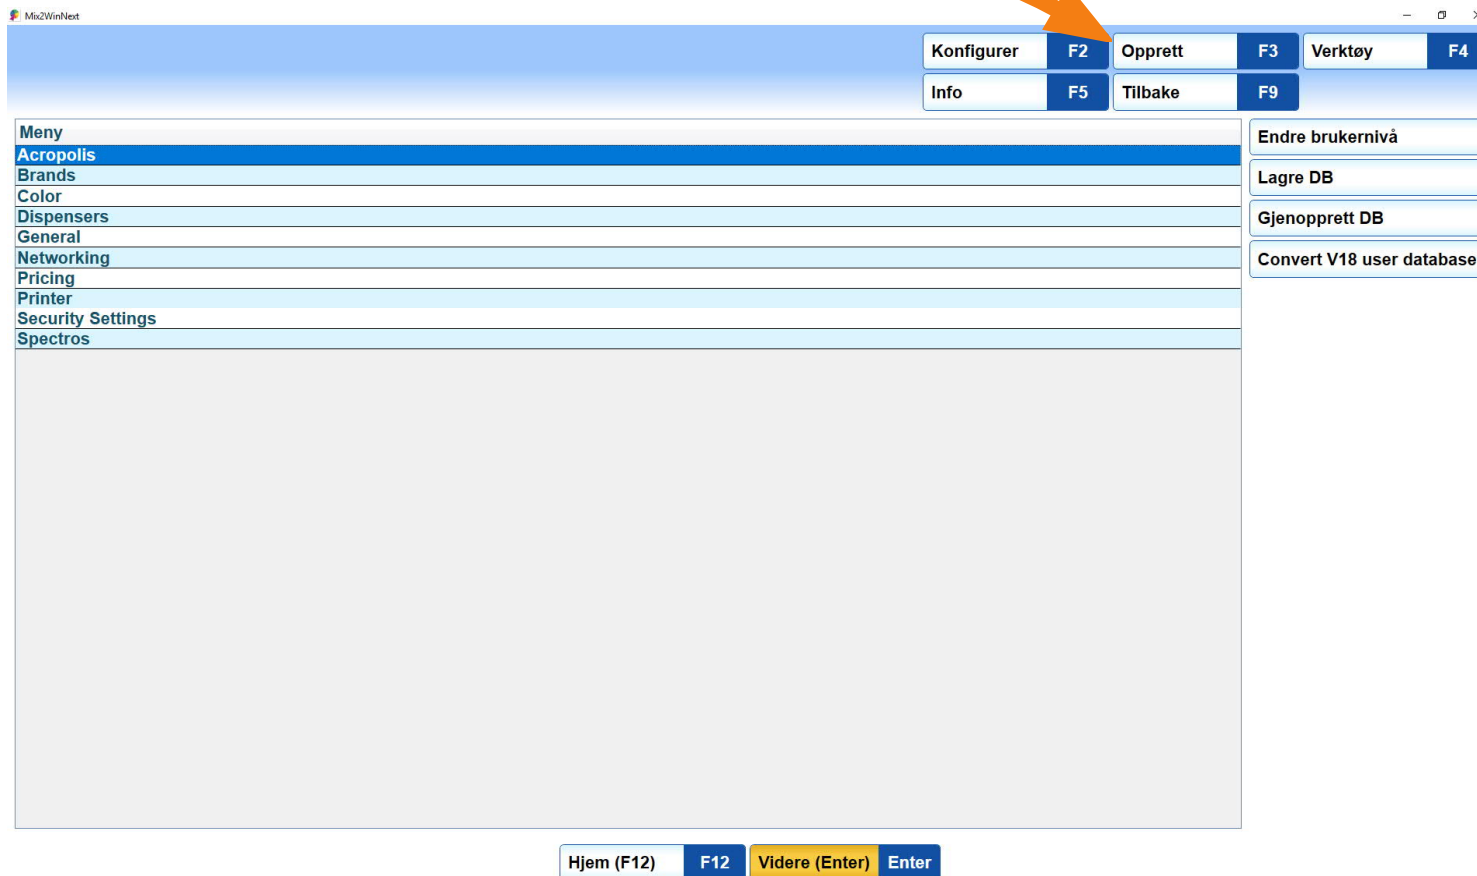 Mix2WinNext
Konfigurer F2 Opprett F3 Verktøy F4
Info F5 Tilbake F9
Meny
Acropolis
Brands
Color
Dispensers
General
Networking
Pricing
Printer
Security Settings
Spectros
Endre brukernivå
Lagre DB
Gjenopprett DB
Convert V18 user database
Hjem (F12) F12 Videre (Enter) Enter